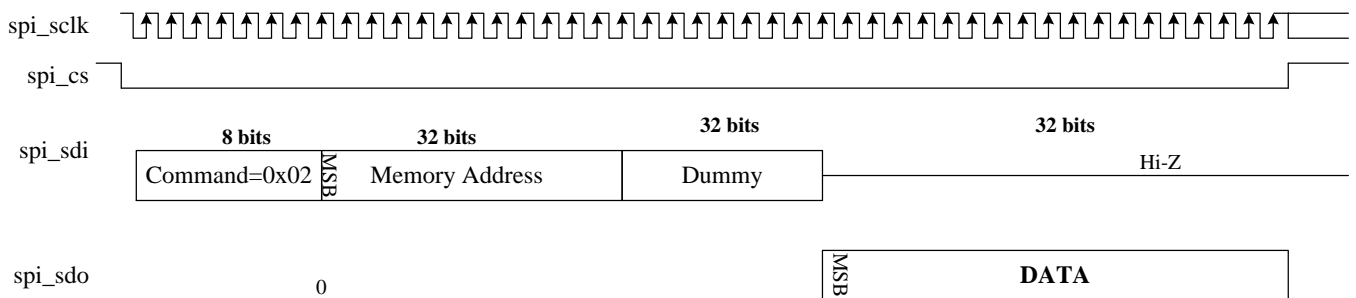 spi_sclk
spi_cs
8 bits 32 bits 32 bits 32 bits
spi_sdi Command=0x02 MSB Memory Address Dummy Hi-Z
spi_sdo 0 MSB DATA